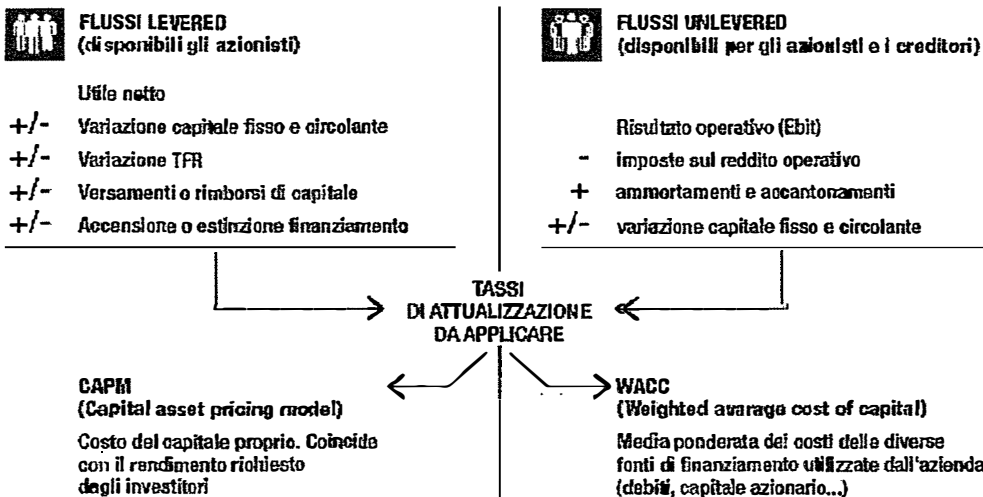 FLUSSI LEVERED
(disponibili gli azionisti)
Utile netto
+/- Variazione capitale fisso e circolante
+/- Variazione TFR
+/- Versamenti o rimborsi di capitale
+/- Accensione o estinzione finanziamento
FLUSSI UNLEVERED
(disponibili per gli azionisti e i creditori)
Risultato operativo (Ebit)
- imposte sul reddito operativo
+ ammortamenti e accantonamenti
+/- variazione capitale fisso e circolante
TASSI
DI ATTUALIZZAZIONE
DA APPLICARE
CAPM
(Capital asset pricing model)
Costo del capitale proprio. Coincide
con il rendimento richiesto
degli investitori
WACC
(Weighted avarage cost of capital)
Media ponderata dei costi delle diverse
fonti di finanziamento utilizzate dall'azienda
(debiti, capitale azionario...)